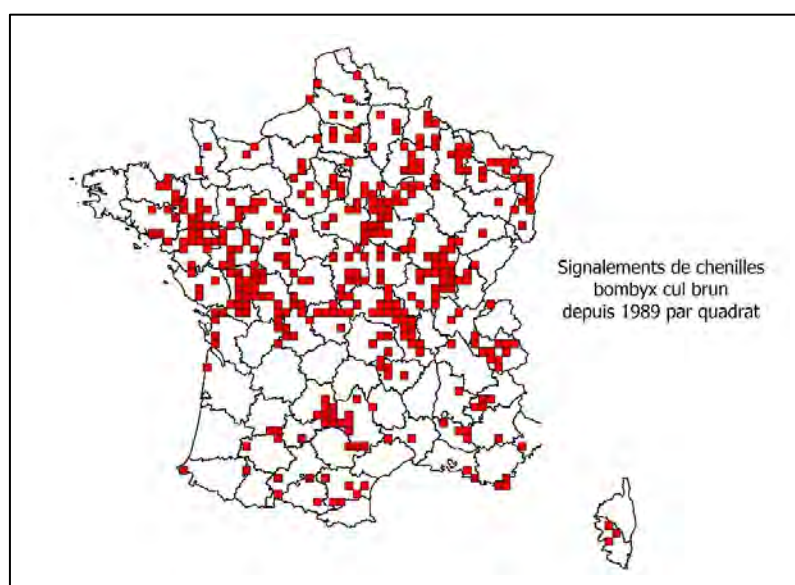 Signalements de chenilles
bombyx cul brun
depuis 1989 par quadrat